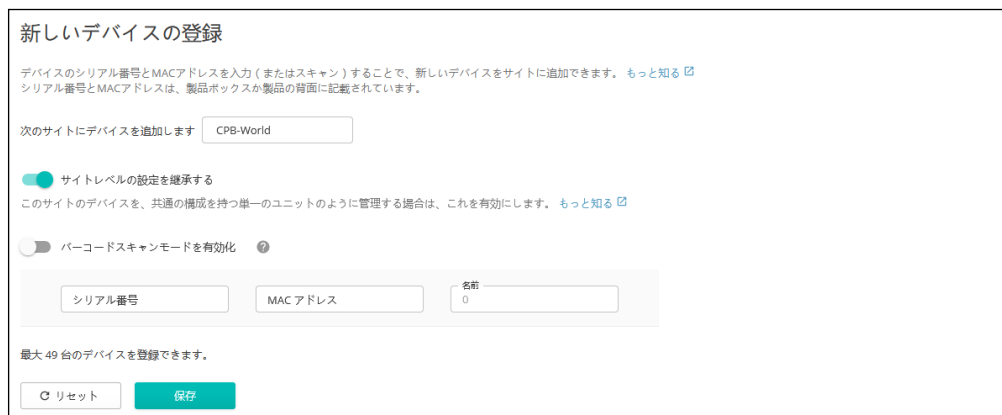 新しいデバイスの登録
デバイスのシリアル番号とMACアドレスを入力 ( またはスキャン ) することで、新しいデバイスをサイトに追加できます。 もっと知る
シリアル番号とMACアドレスは、製品ボックスか製品の背面に記載されています。
次のサイトにデバイスを追加します CPB-World
サイトレベルの設定を継承する
このサイトのデバイスを、共通の構成を持つ単一のユニットのように管理する場合は、これを有効にします。 もっと知る
バーコードスキャンモードを有効化 ?
名前
シリアル番号 MAC アドレス 0
最大 49 台のデバイスを登録できます。
リセット 保存